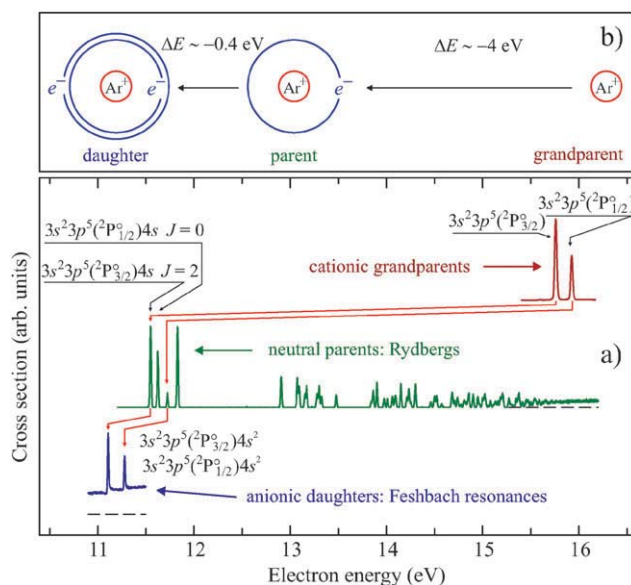 ΔE ~ −0.4 eV
ΔE ~ −4 eV
b)
e⁻ Ar⁺ e⁻
Ar⁺ e⁻
Ar⁺
daughter
parent
grandparent
3s²3p⁵(²P°₁/₂)4s J=0
3s²3p⁵(²P°₃/₂)4s J=2
3s²3p⁵(²P°₃/₂)
3s²3p⁵(²P°₁/₂)
cationic grandparents
neutral parents: Rydbergs
a)
3s²3p⁵(²P°₃/₂)4s²
3s²3p⁵(²P°₁/₂)4s²
anionic daughters: Feshbach resonances
Cross section (arb. units)
11 12 13 14 15 16
Electron energy (eV)